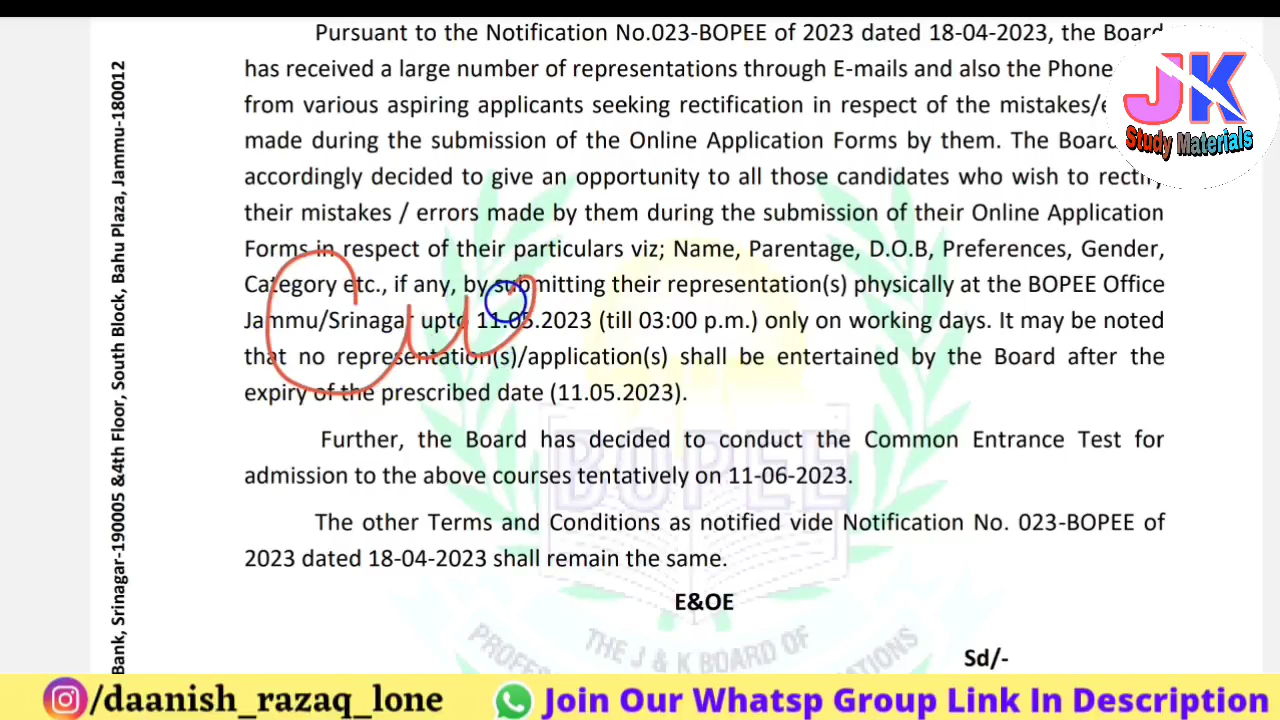 Pursuant to the Notification No.023-BOPEE of 2023 dated 18-04-2023, the Board
has received a large number of representations through E-mails and also the Phone
from various aspiring applicants seeking rectification in respect of the mistakes/
made during the submission of the Online Application Forms by them. The Board
accordingly decided to give an opportunity to all those candidates who wish to rectify
their mistakes / errors made by them during the submission of their Online Application
Forms in respect of their particulars viz; Name, Parentage, D.O.B, Preferences, Gender,
Category etc., if any, by submitting their representation(s) physically at the BOPEE Office
Jammu/Srinagar upto 11.05.2023 (till 03:00 p.m.) only on working days. It may be noted
that no representation(s)/application(s) shall be entertained by the Board after the
expiry of the prescribed date (11.05.2023).
Further, the Board has decided to conduct the Common Entrance Test for
admission to the above courses tentatively on 11-06-2023.
The other Terms and Conditions as notified vide Notification No. 023-BOPEE of
2023 dated 18-04-2023 shall remain the same.
E&OE
Sd/-
Bank, Srinagar-190005 &4th Floor, South Block, Bahu Plaza, Jammu-180012
JK
Study Materials
BOPEE
THE J & K BOARD OF
/daanish_razaq_lone
Join Our Whatsp Group Link In Description